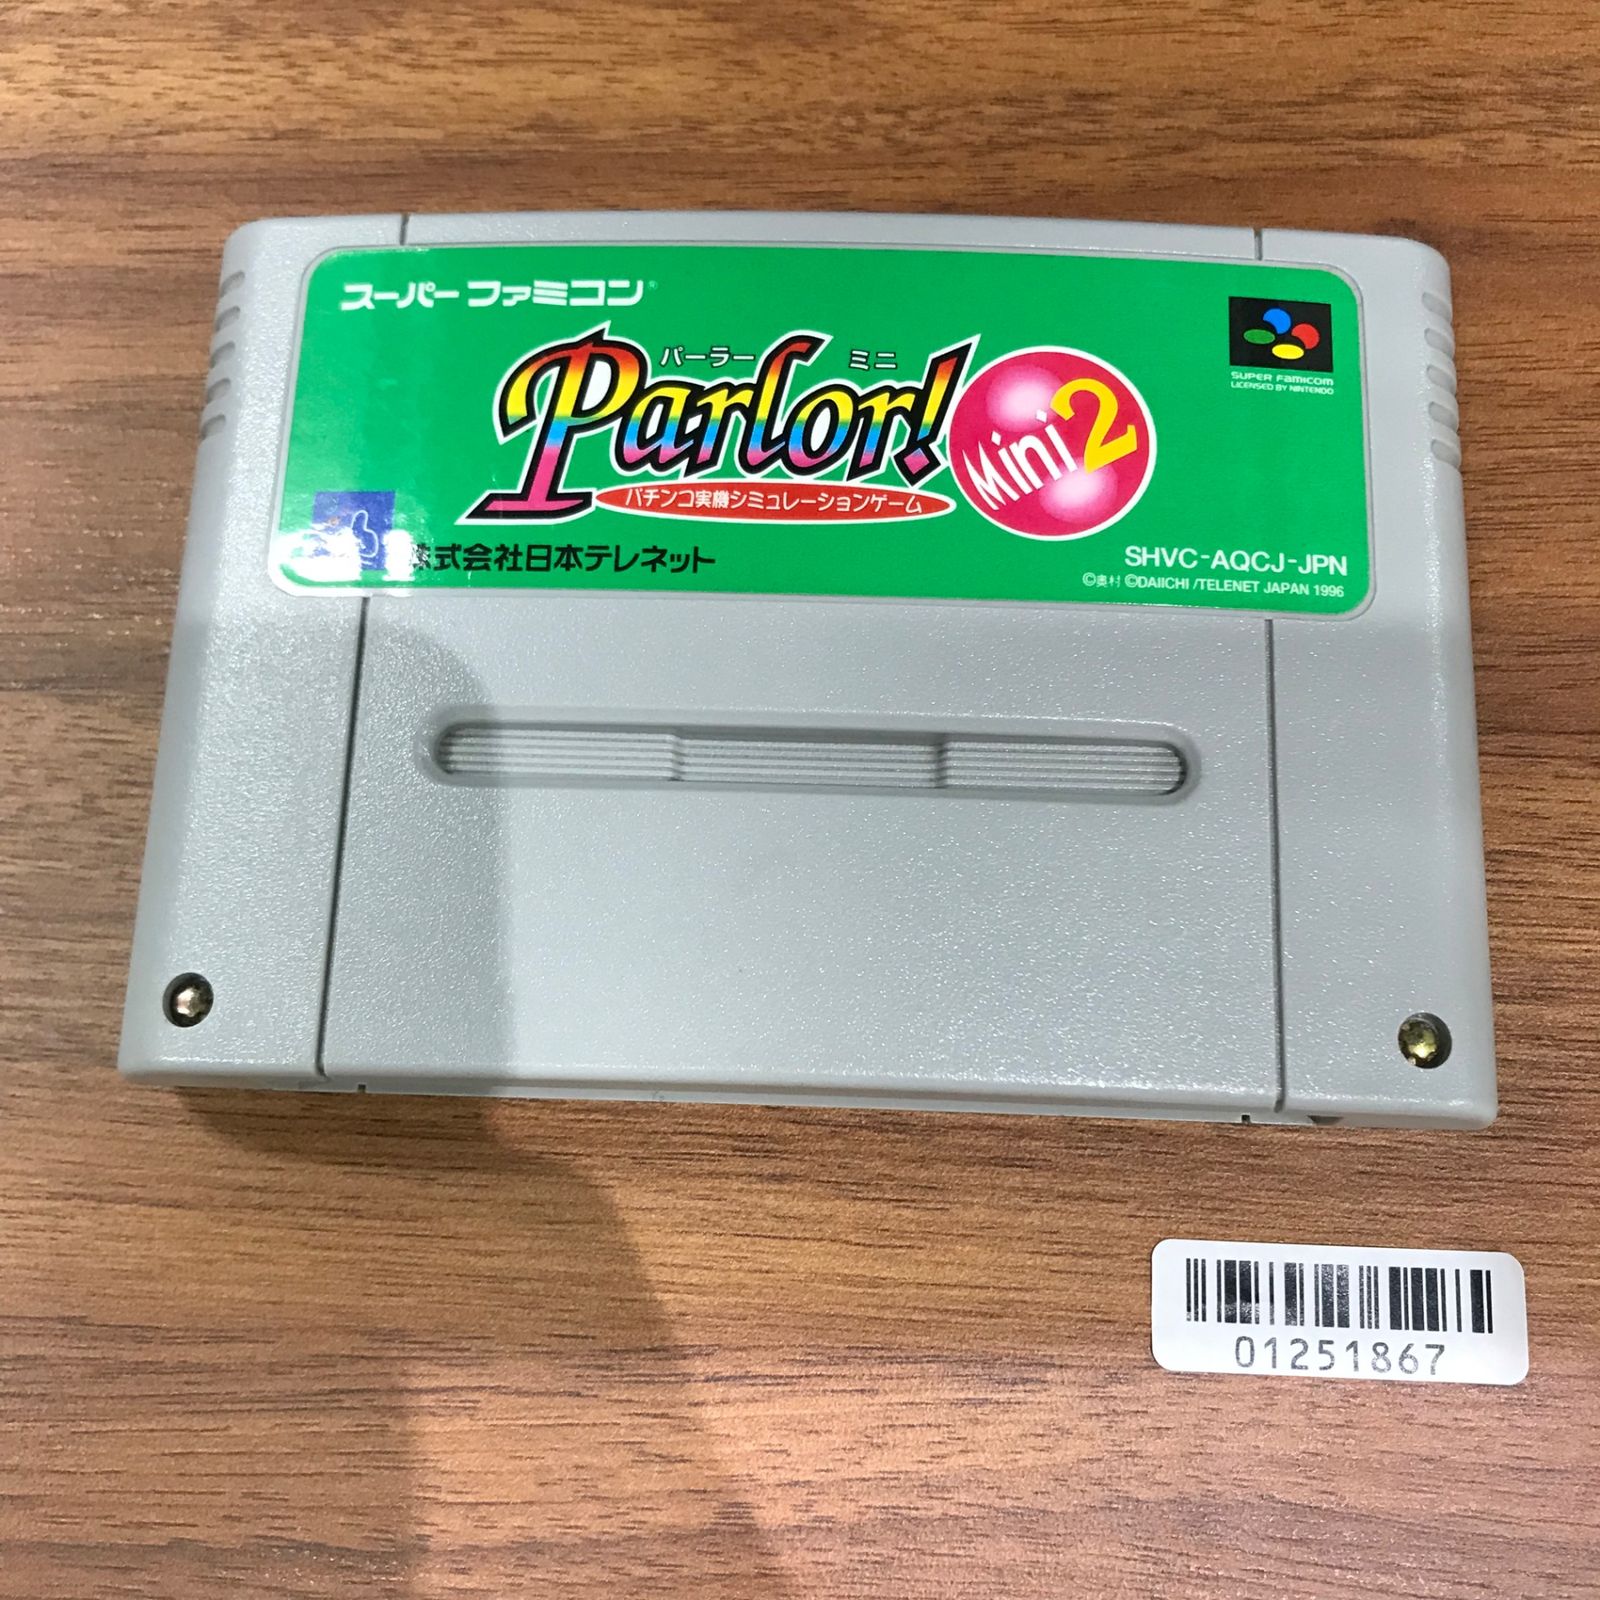 スーパーファミコン®
SUPER FAMICOM
LICENSED BY NINTENDO
パーラー ミニ
Parlor! Mini 2
パチンコ実機シミュレーションゲーム
株式会社日本テレネット
SHVC-AQCJ-JPN
©奥村 ©DAIICHI /TELENET JAPAN 1996
01251867